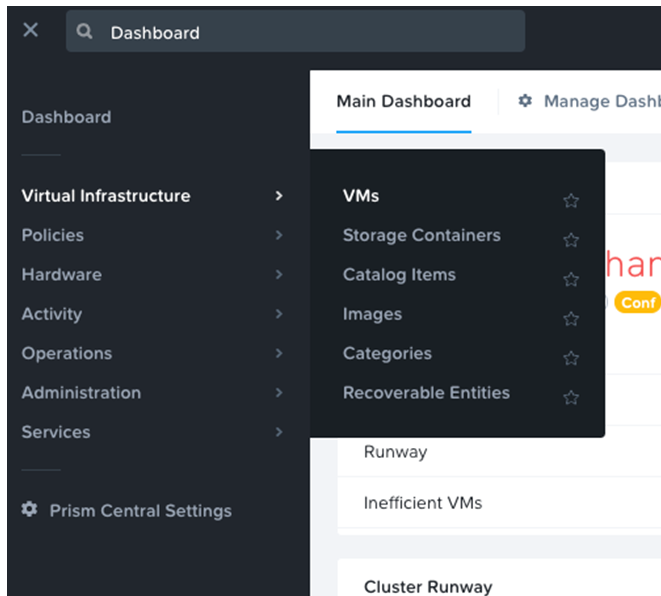 Dashboard
Main Dashboard
Dashboard
Virtual Infrastructure
Policies
Hardware
Activity
Operations
Administration
Services
Prism Central Settings
VMs
Storage Containers
Catalog Items
Images
Categories
Recoverable Entities
Manage
Conf
Runway
Inefficient VMs
Cluster Runway